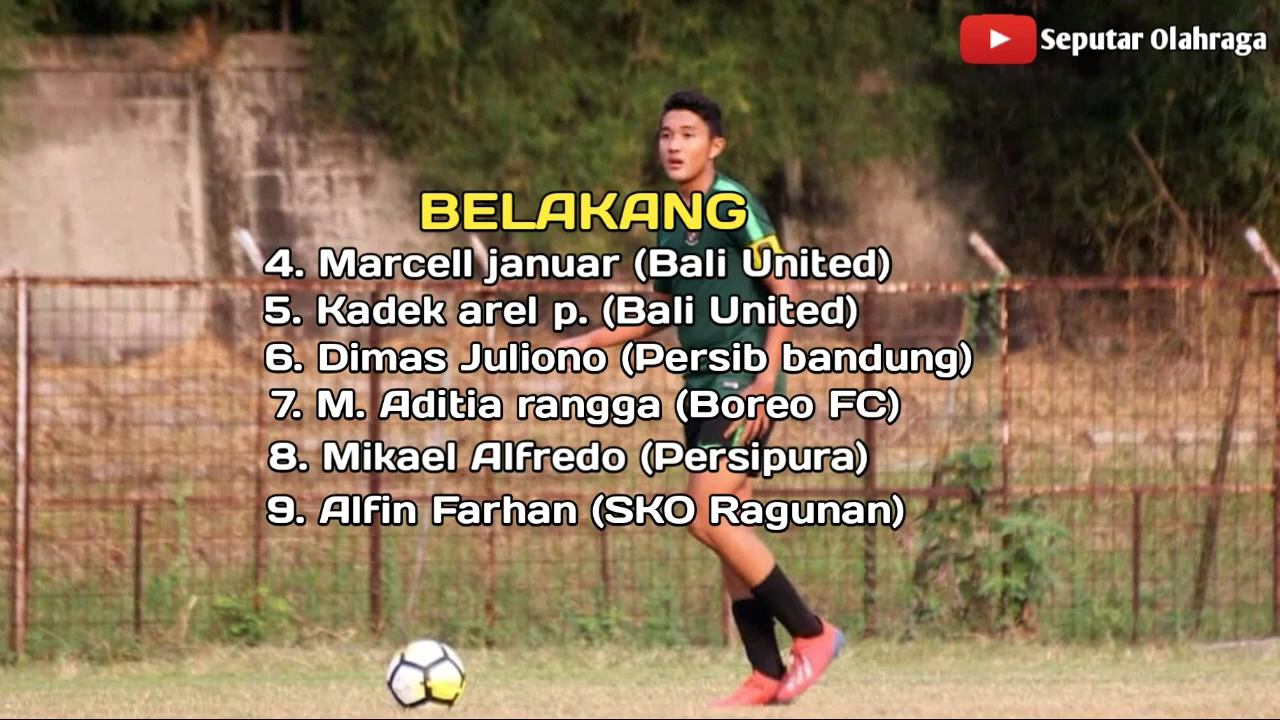 Seputar Olahraga
BELAKANG
4. Marcell januar (Bali United)
5. Kadek arel p. (Bali United)
6. Dimas Juliono (Persib bandung)
7. M. Aditia rangga (Boreo FC)
8. Mikael Alfredo (Persipura)
9. Alfin Farhan (SKO Ragunan)